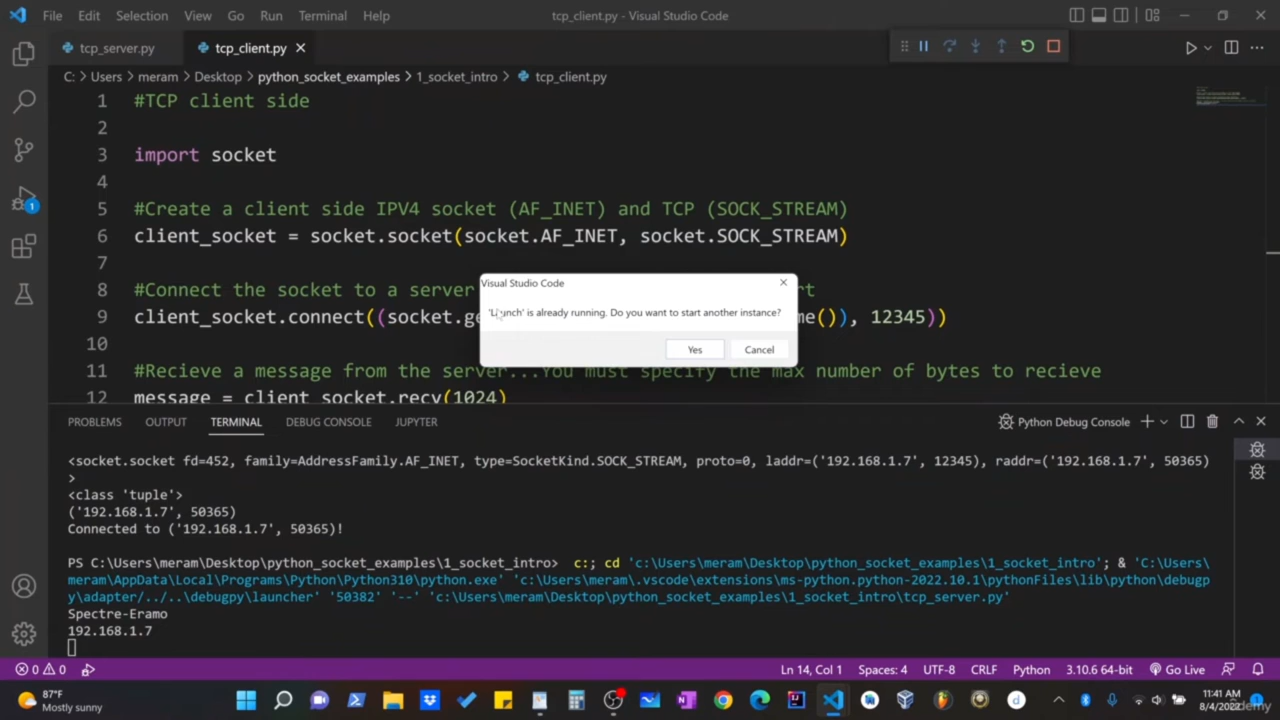 File Edit Selection View Go Run Terminal Help tcp_client.py - Visual Studio Code
tcp_server.py tcp_client.py
C: > Users > meram > Desktop > python_socket_examples > 1_socket_intro > tcp_client.py
1 #TCP client side
2
3 import socket
4
5 #Create a client side IPV4 socket (AF_INET) and TCP (SOCK_STREAM)
6 client_socket = socket.socket(socket.AF_INET, socket.SOCK_STREAM)
7
8 #Connect the socket to a server
9 client_socket.connect((socket.ge me()), 12345))
10
11 #Recieve a message from the server...You must specify the max number of bytes to recieve
12 message = client_socket.recv(1024)
Visual Studio Code
'Launch' is already running. Do you want to start another instance?
Yes Cancel
PROBLEMS OUTPUT TERMINAL DEBUG CONSOLE JUPYTER Python Debug Console
<socket.socket fd=452, family=AddressFamily.AF_INET, type=SocketKind.SOCK_STREAM, proto=0, laddr=('192.168.1.7', 12345), raddr=('192.168.1.7', 50365)
>
<class 'tuple'>
('192.168.1.7', 50365)
Connected to ('192.168.1.7', 50365)!
PS C:\Users\meram\Desktop\python_socket_examples\1_socket_intro> c:; cd 'c:\Users\meram\Desktop\python_socket_examples\1_socket_intro'; & 'C:\Users\
meram\AppData\Local\Programs\Python\Python310\python.exe' 'c:\Users\meram\.vscode\extensions\ms-python.python-2022.10.1\pythonFiles\lib\python\debugp
y\adapter/../..\debugpy\launcher' '50382' '--' 'c:\Users\meram\Desktop\python_socket_examples\1_socket_intro\tcp_server.py'
Spectre-Eramo
192.168.1.7
0 0 Ln 14, Col 1 Spaces: 4 UTF-8 CRLF Python 3.10.6 64-bit Go Live
87°F
Mostly sunny
11:41 AM
8/4/2022